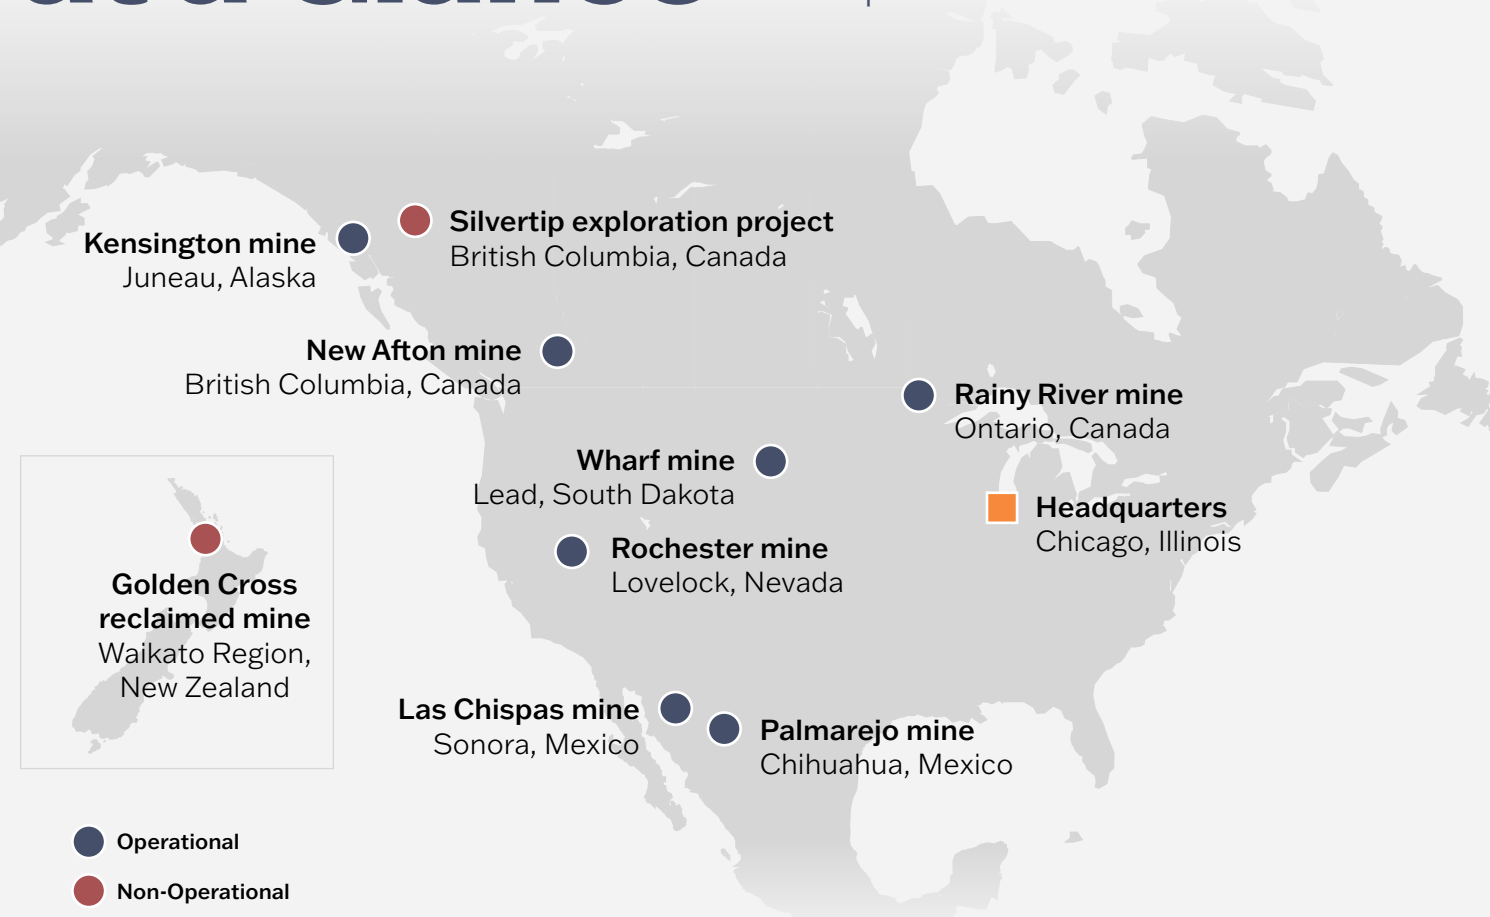 Silvertip exploration project
British Columbia, Canada
Kensington mine
Juneau, Alaska
New Afton mine
British Columbia, Canada
Rainy River mine
Ontario, Canada
Wharf mine
Lead, South Dakota
Headquarters
Chicago, Illinois
Rochester mine
Lovelock, Nevada
Golden Cross
reclaimed mine
Waikato Region,
New Zealand
Las Chispas mine
Sonora, Mexico
Palmarejo mine
Chihuahua, Mexico
Operational
Non-Operational